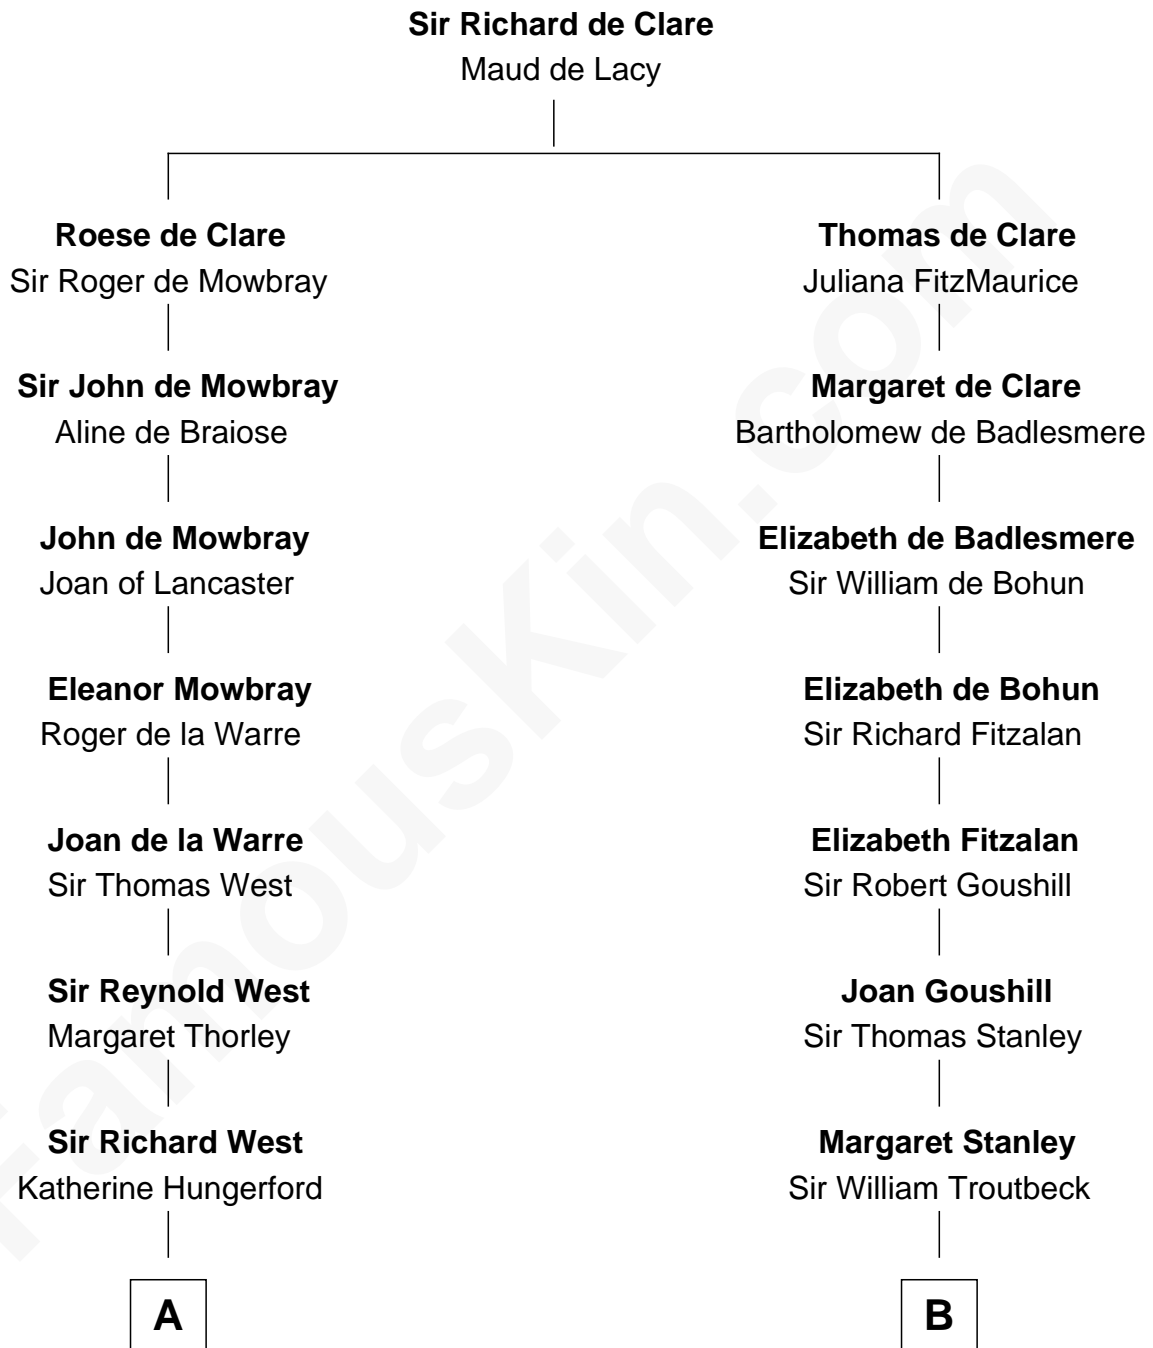 Sir Richard de Clare
Maud de Lacy
Roese de Clare
Sir Roger de Mowbray
Thomas de Clare
Juliana FitzMaurice
Sir John de Mowbray
Aline de Braiose
Margaret de Clare
Bartholomew de Badlesmere
John de Mowbray
Joan of Lancaster
Elizabeth de Badlesmere
Sir William de Bohun
Eleanor Mowbray
Roger de la Warre
Elizabeth de Bohun
Sir Richard Fitzalan
Joan de la Warre
Sir Thomas West
Elizabeth Fitzalan
Sir Robert Goushill
Sir Reynold West
Margaret Thorley
Joan Goushill
Sir Thomas Stanley
Sir Richard West
Katherine Hungerford
Margaret Stanley
Sir William Troutbeck
A
B
FamousKin.com